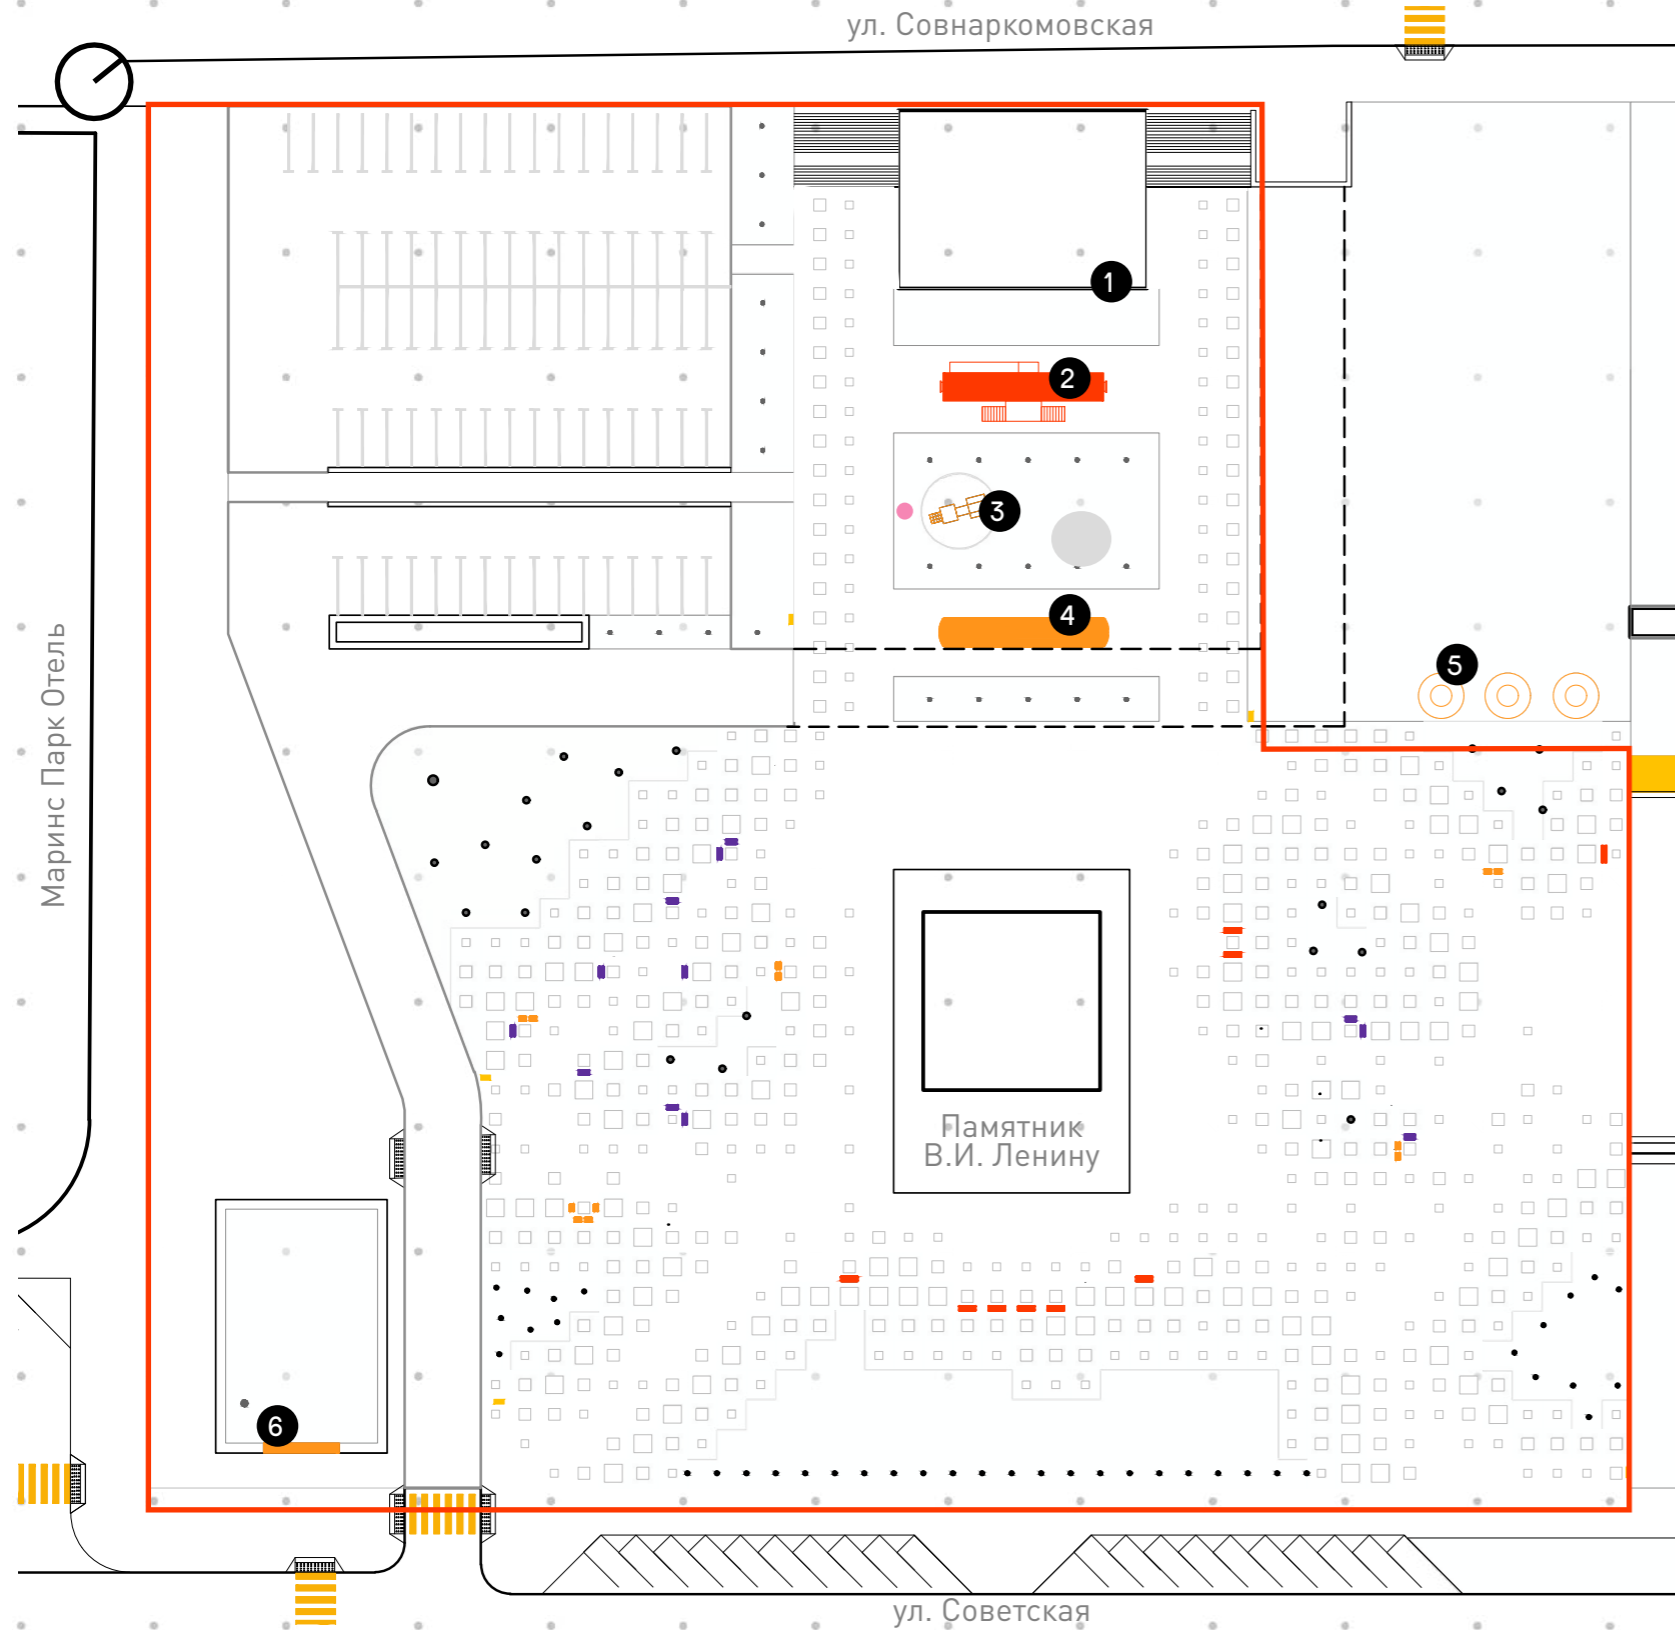 ул. Совнаркомовская
1
2
3
4
5
Маринс Парк Отель
Памятник
В.И. Ленину
6
ул. Советская